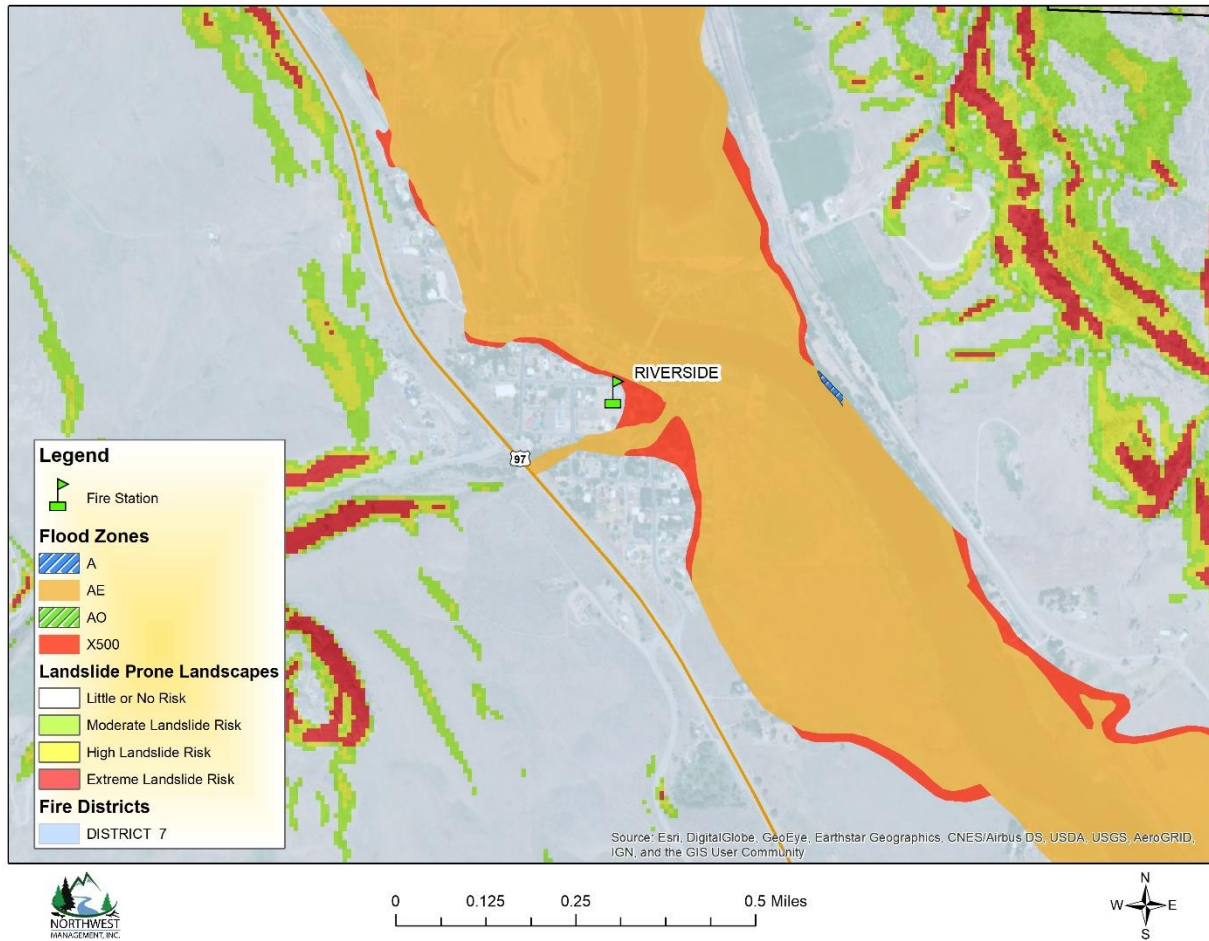 RIVERSIDE
97
Legend
Fire Station
Flood Zones
A
AE
AO
X500
Landslide Prone Landscapes
Little or No Risk
Moderate Landslide Risk
High Landslide Risk
Extreme Landslide Risk
Fire Districts
DISTRICT 7
Source: Esri, DigitalGlobe, GeoEye, Earthstar Geographics, CNES/Airbus DS, USDA, USGS, AeroGRID,
IGN, and the GIS User Community
NORTHWEST
MANAGEMENT, INC.
0 0.125 0.25 0.5 Miles
N
W E
S